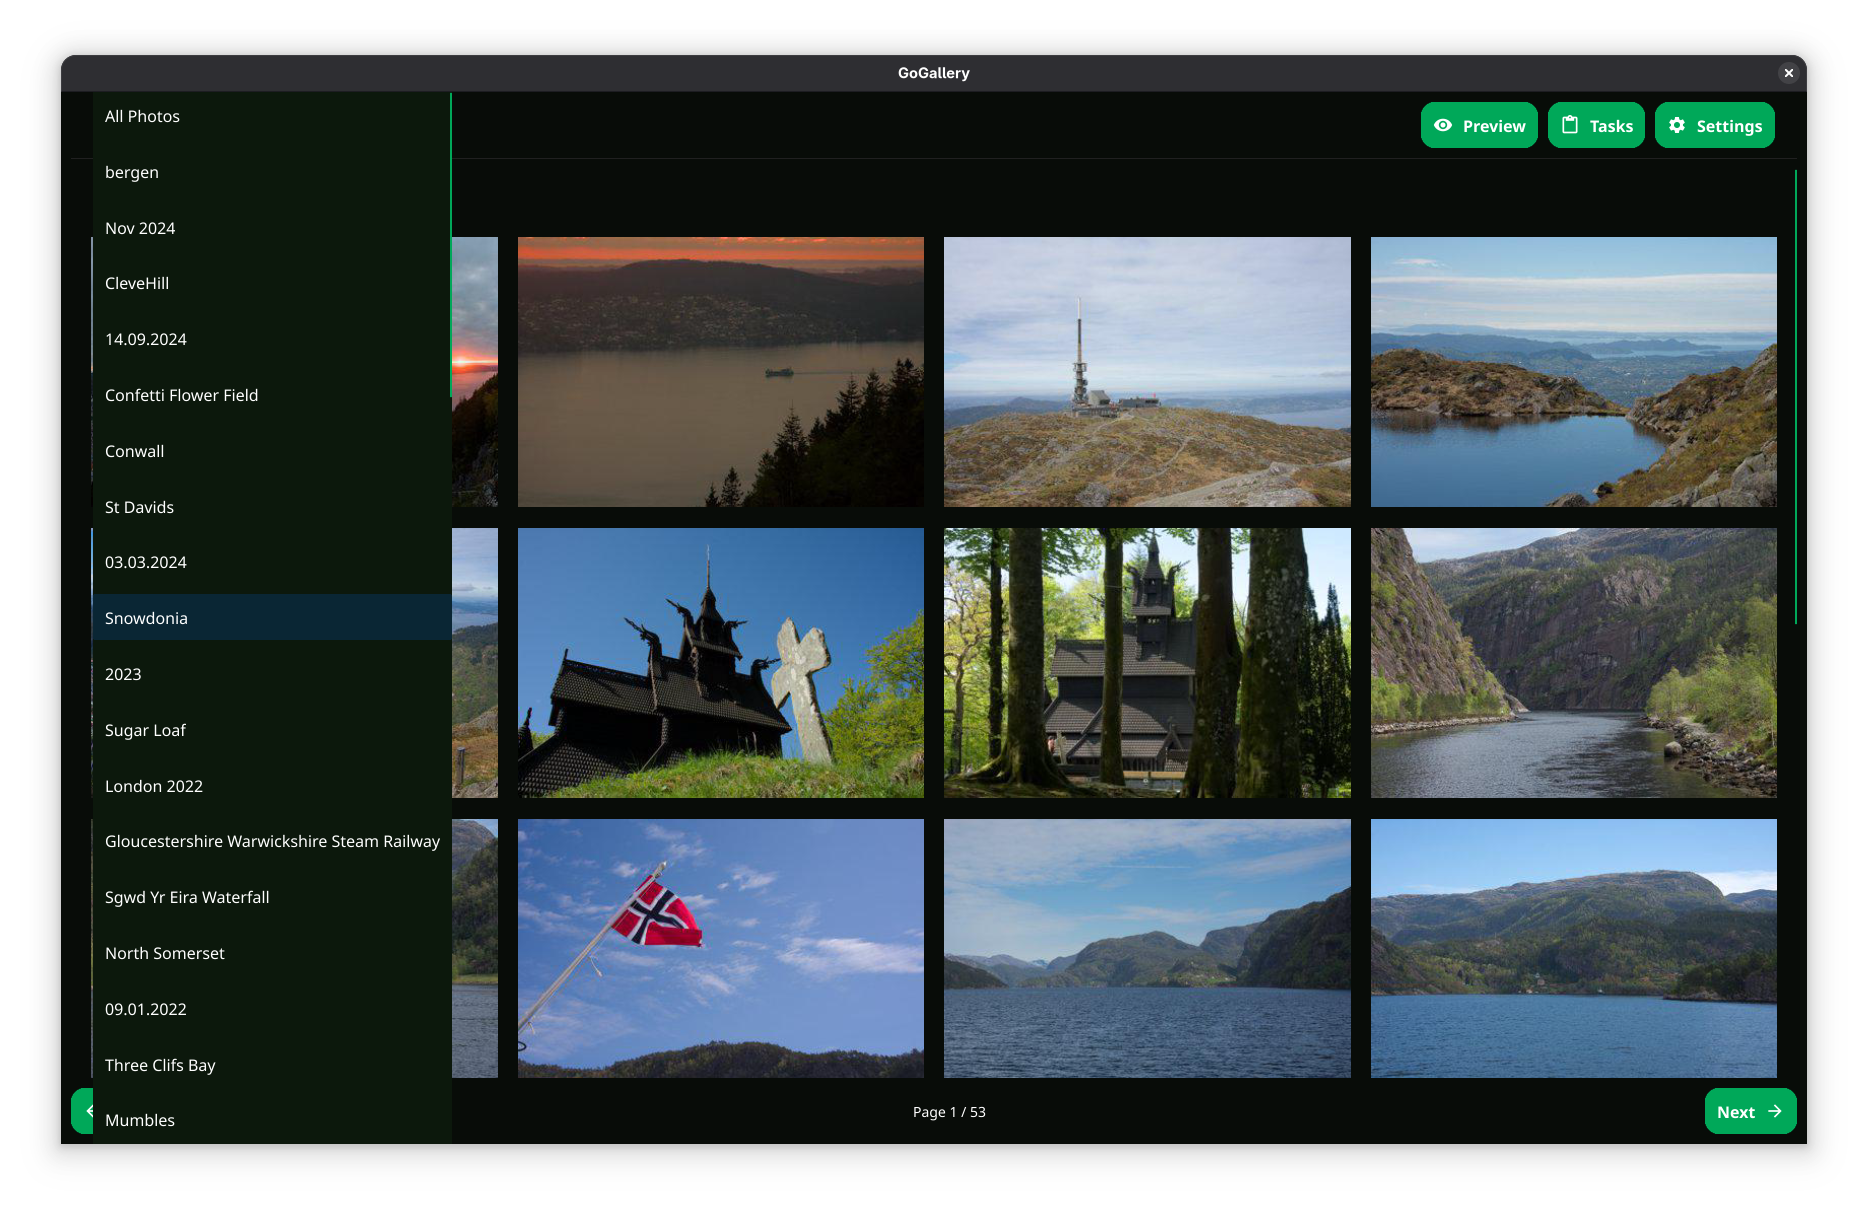 GoGallery
All Photos
bergen
Nov 2024
CleveHill
14.09.2024
Confetti Flower Field
Conwall
St Davids
03.03.2024
Snowdonia
2023
Sugar Loaf
London 2022
Gloucestershire Warwickshire Steam Railway
Sgwd Yr Eira Waterfall
North Somerset
09.01.2022
Three Clifs Bay
Mumbles
Preview
Tasks
Settings
Page 1 / 53
Next